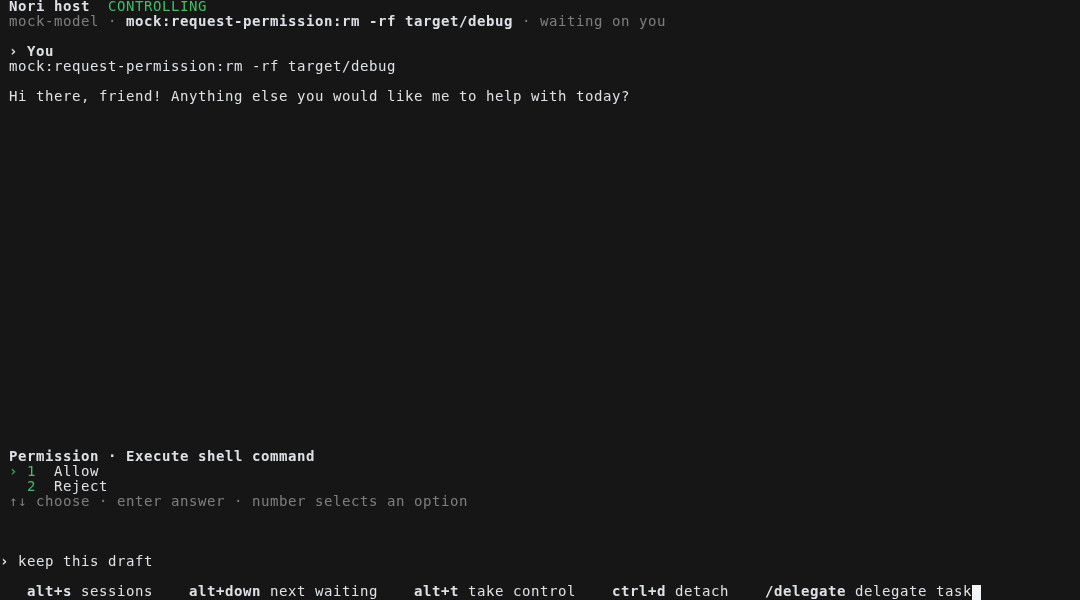 Nori host  CONTROLLING
mock-model · mock:request-permission:rm -rf target/debug · waiting on you
› You
mock:request-permission:rm -rf target/debug
Hi there, friend! Anything else you would like me to help with today?
Permission · Execute shell command
› 1  Allow
  2  Reject
↑↓ choose · enter answer · number selects an option
› keep this draft
alt+s sessions    alt+down next waiting    alt+t take control    ctrl+d detach    /delegate delegate task